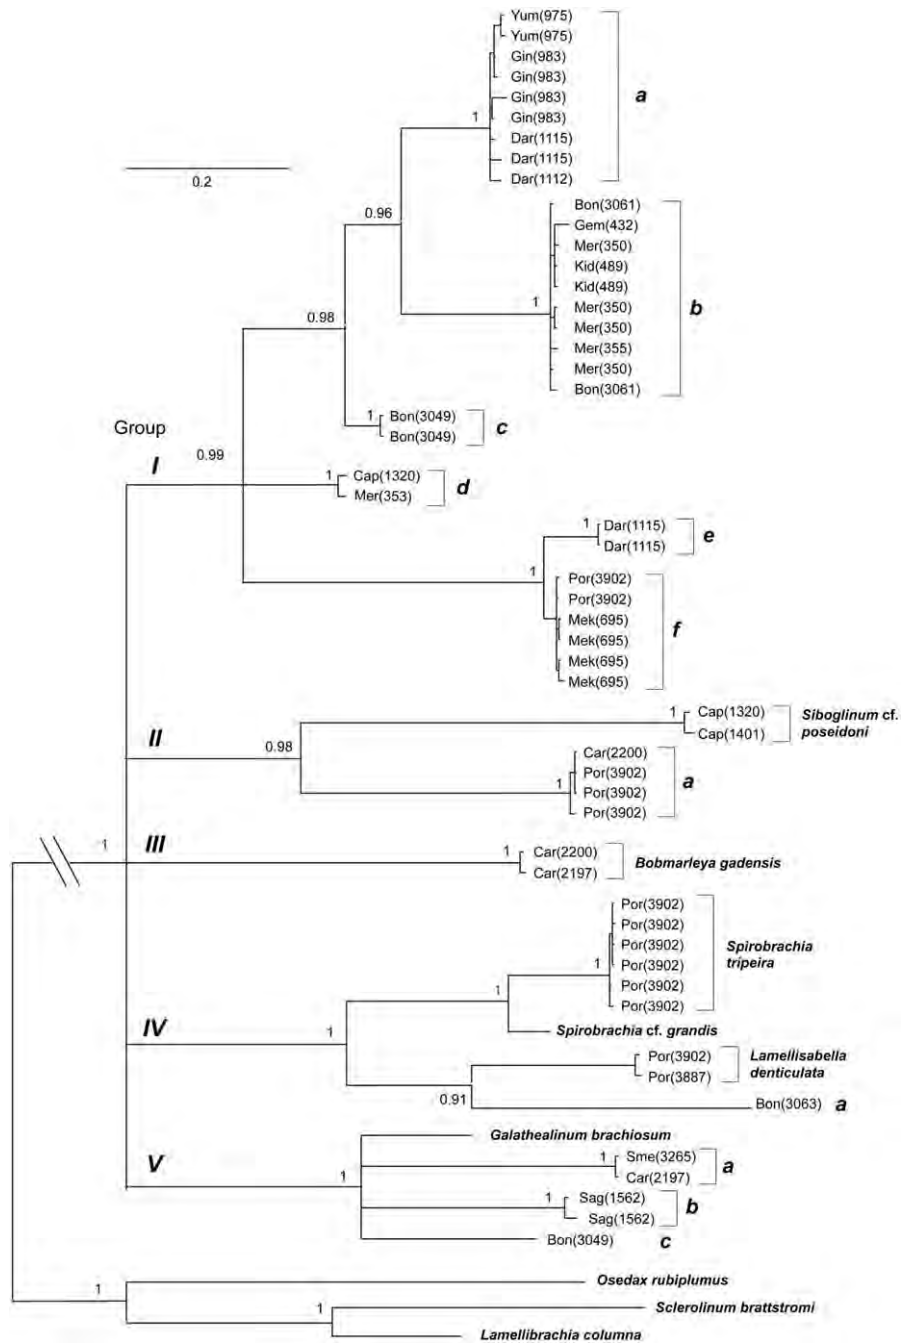 Yum(975)
Yum(975)
Gin(983)
Gin(983)
a
Gin(983)
1
Gin(983)
Dar(1115)
Dar(1115)
0.2
Dar(1112)
Bon(3061)
0.96
Gem(432)
Mer(350)
Kid(489)
Kid(489)
1
b
Mer(350)
0.98
Mer(350)
Mer(355)
Mer(350)
Bon(3061)
1
Bon(3049)
c
Group
Bon(3049)
0.99
I
1
Cap(1320)
d
Mer(353)
1
Dar(1115)
e
Dar(1115)
1
Por(3902)
Por(3902)
Mek(695)
f
Mek(695)
Mek(695)
Mek(695)
1
Cap(1320)
Siboglinum cf.
poseidoni
Cap(1401)
II
0.98
Car(2200)
a
1
Por(3902)
Por(3902)
Por(3902)
1
III
1
Car(2200)
Bobmarleya gadensis
Car(2197)
Por(3902)
Por(3902)
Por(3902)
Spirobrachia
tripeira
1
Por(3902)
Por(3902)
1
Por(3902)
IV
1
Spirobrachia cf. grandis
Por(3902)
Lamellisabella
denticulata
Por(3887)
0.91
Bon(3063)
a
Galathealinum brachiosum
V
1
1
Sme(3265)
a
Car(2197)
1
Sag(1562)
b
Sag(1562)
Bon(3049)
c
1
Osedax rubiplumus
1
Sclerolinum brattstromi
Lamellibrachia columna